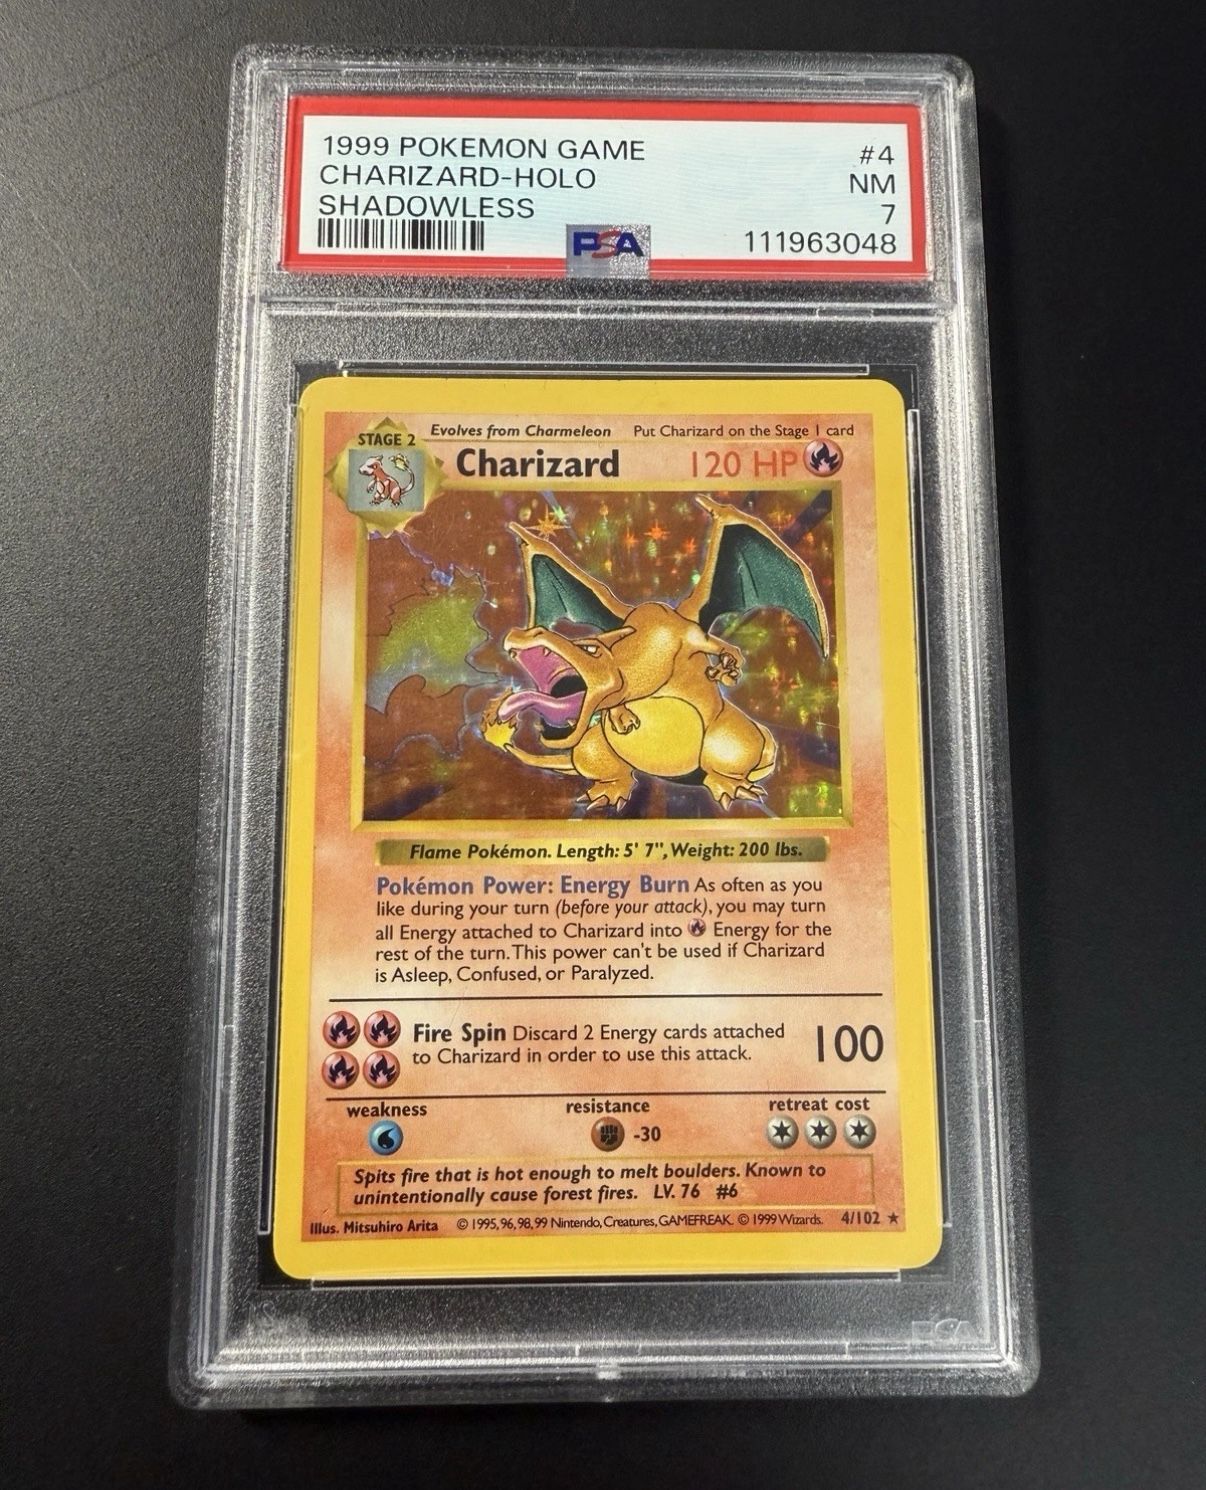 1999 POKEMON GAME #4
CHARIZARD-HOLO NM
SHADOWLESS 7
PSA 111963048
STAGE 2 Evolves from Charmeleon Put Charizard on the Stage 1 card
Charizard 120 HP
Flame Pokémon. Length: 5' 7", Weight: 200 lbs.
Pokémon Power: Energy Burn As often as you
like during your turn (before your attack), you may turn
all Energy attached to Charizard into Energy for the
rest of the turn. This power can't be used if Charizard
is Asleep, Confused, or Paralyzed.
Fire Spin Discard 2 Energy cards attached 100
to Charizard in order to use this attack.
weakness resistance retreat cost
-30
Spits fire that is hot enough to melt boulders. Known to
unintentionally cause forest fires. LV. 76 #6
Illus. Mitsuhiro Arita © 1995, 96, 98, 99 Nintendo, Creatures, GAMEFREAK. © 1999 Wizards. 4/102 ★
PSA